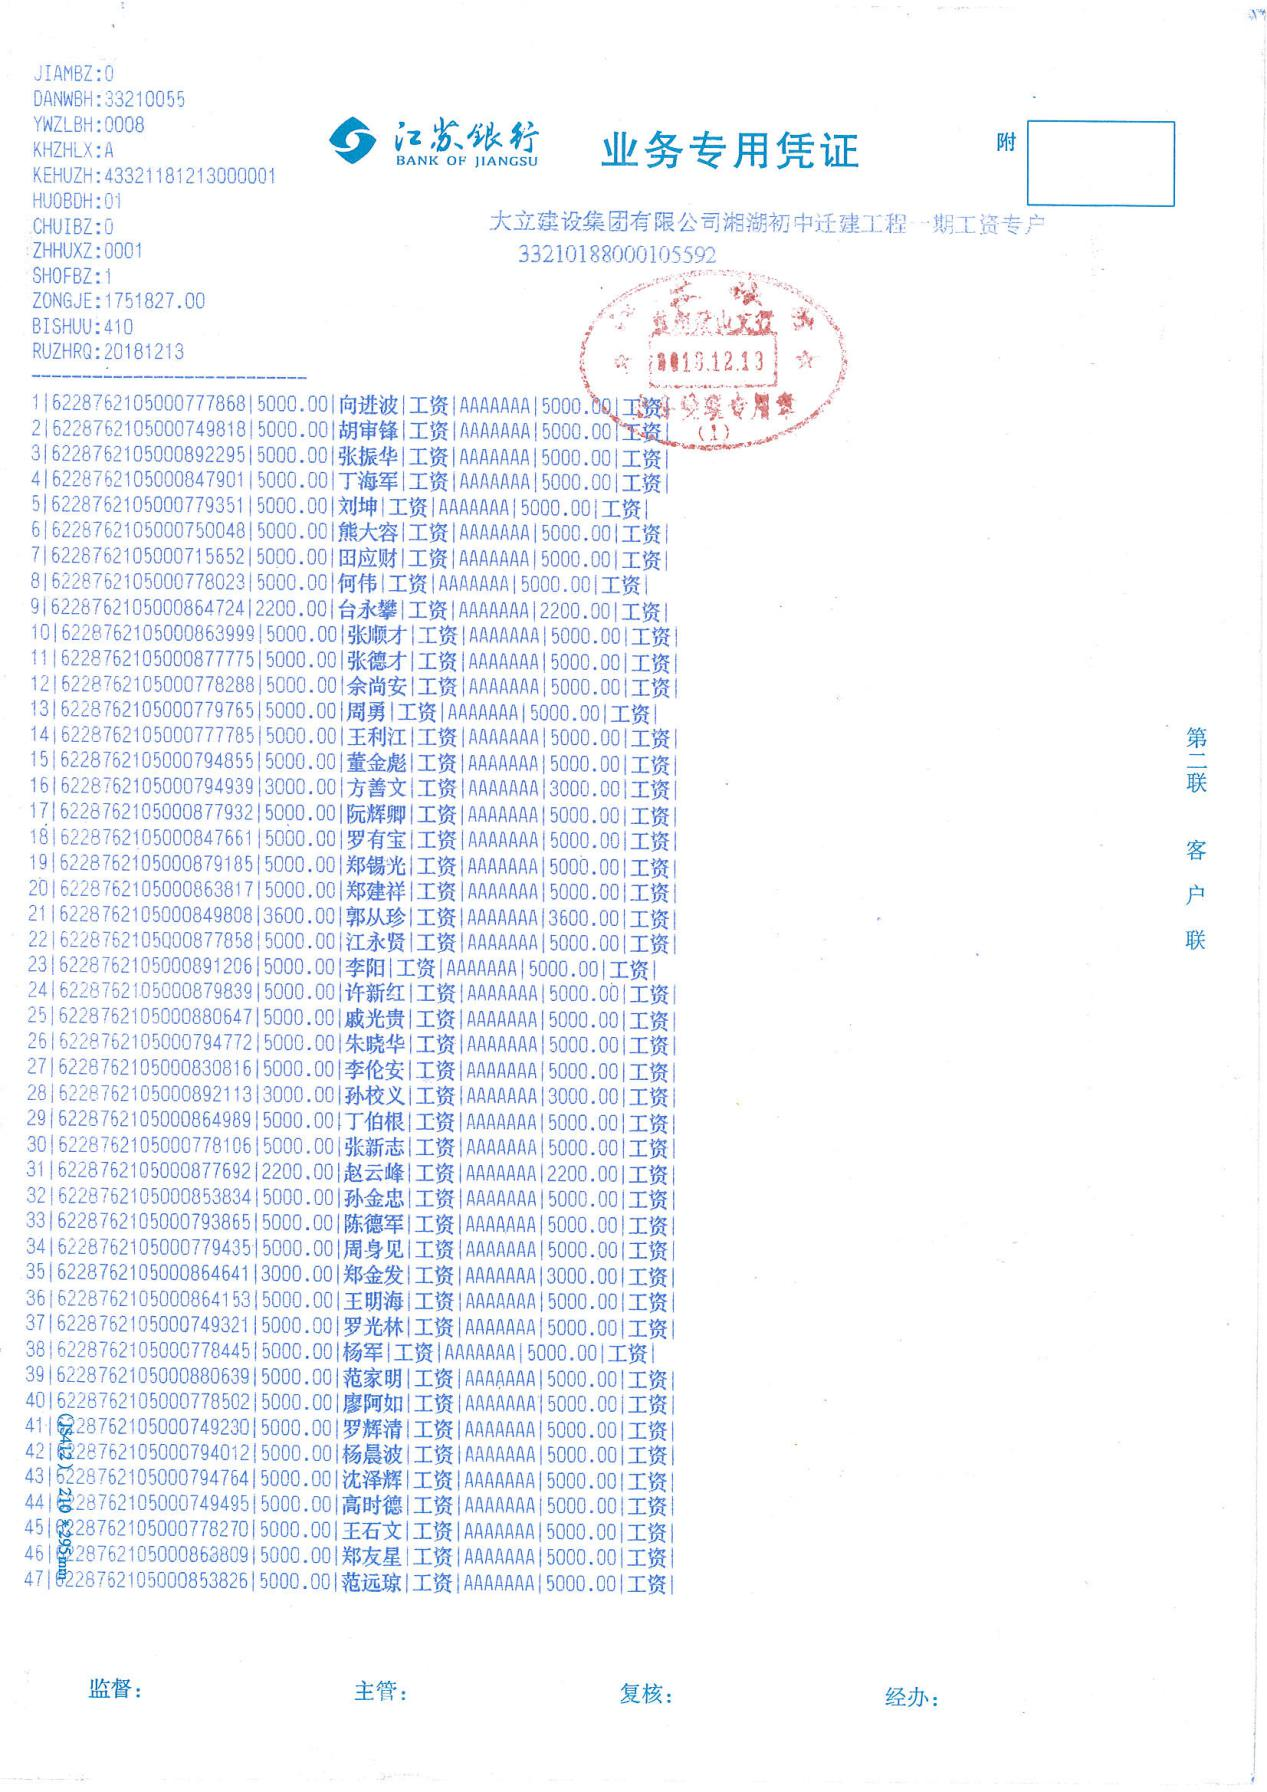 JIAMBZ:0
DANWBH:33210055
YWZLBH:0008
KHZHLX:A
KEHUZH:43321181213000001
HUOBDH:01
CHUIBZ:0
ZHHUXZ:0001
SHOFBZ:1
ZONGJE:1751827.00
BISHUU:410
RUZHRQ:20181213
江苏银行
BANK OF JIANGSU
业务专用凭证
附
大立建设集团有限公司湘湖初中迁建工程一期工资专户
33210188000105592
1|6228762105000777868|5000.00|向进波|工资|AAAAAAA|5000.00|工资|
2|6228762105000749818|5000.00|胡审锋|工资|AAAAAAA|5000.00|工资|
3|6228762105000892295|5000.00|张振华|工资|AAAAAAA|5000.00|工资|
4|6228762105000847901|5000.00|丁海军|工资|AAAAAAA|5000.00|工资|
5|6228762105000779351|5000.00|刘坤|工资|AAAAAAA|5000.00|工资|
6|6228762105000750048|5000.00|熊大容|工资|AAAAAAA|5000.00|工资|
7|6228762105000715652|5000.00|田应财|工资|AAAAAAA|5000.00|工资|
8|6228762105000778023|5000.00|何伟|工资|AAAAAAA|5000.00|工资|
9|6228762105000864724|2200.00|台永攀|工资|AAAAAAA|2200.00|工资|
10|6228762105000863999|5000.00|张顺才|工资|AAAAAAA|5000.00|工资|
11|6228762105000877775|5000.00|张德才|工资|AAAAAAA|5000.00|工资|
12|6228762105000778288|5000.00|余尚安|工资|AAAAAAA|5000.00|工资|
13|6228762105000779765|5000.00|周勇|工资|AAAAAAA|5000.00|工资|
14|6228762105000777785|5000.00|王利江|工资|AAAAAAA|5000.00|工资|
15|6228762105000794855|5000.00|董金彪|工资|AAAAAAA|5000.00|工资|
16|6228762105000794939|3000.00|方善文|工资|AAAAAAA|3000.00|工资|
17|6228762105000877932|5000.00|阮辉卿|工资|AAAAAAA|5000.00|工资|
18|6228762105000847661|5000.00|罗有宝|工资|AAAAAAA|5000.00|工资|
19|6228762105000879185|5000.00|郑锡光|工资|AAAAAAA|5000.00|工资|
20|6228762105000863817|5000.00|郑建祥|工资|AAAAAAA|5000.00|工资|
21|6228762105000849808|3600.00|郭从珍|工资|AAAAAAA|3600.00|工资|
22|6228762105000877858|5000.00|江永贤|工资|AAAAAAA|5000.00|工资|
23|6228762105000891206|5000.00|李阳|工资|AAAAAAA|5000.00|工资|
24|6228762105000879839|5000.00|许新红|工资|AAAAAAA|5000.00|工资|
25|6228762105000880647|5000.00|戚光贵|工资|AAAAAAA|5000.00|工资|
26|6228762105000794772|5000.00|朱晓华|工资|AAAAAAA|5000.00|工资|
27|6228762105000830816|5000.00|李伦安|工资|AAAAAAA|5000.00|工资|
28|6228762105000892113|3000.00|孙校义|工资|AAAAAAA|3000.00|工资|
29|6228762105000864989|5000.00|丁伯根|工资|AAAAAAA|5000.00|工资|
30|6228762105000778106|5000.00|张新志|工资|AAAAAAA|5000.00|工资|
31|6228762105000877692|2200.00|赵云峰|工资|AAAAAAA|2200.00|工资|
32|6228762105000853834|5000.00|孙金忠|工资|AAAAAAA|5000.00|工资|
33|6228762105000793865|5000.00|陈德军|工资|AAAAAAA|5000.00|工资|
34|6228762105000779435|5000.00|周身见|工资|AAAAAAA|5000.00|工资|
35|6228762105000864641|3000.00|郑金发|工资|AAAAAAA|3000.00|工资|
36|6228762105000864153|5000.00|王明海|工资|AAAAAAA|5000.00|工资|
37|6228762105000749321|5000.00|罗光林|工资|AAAAAAA|5000.00|工资|
38|6228762105000778445|5000.00|杨军|工资|AAAAAAA|5000.00|工资|
39|6228762105000880639|5000.00|范家明|工资|AAAAAAA|5000.00|工资|
40|6228762105000778502|5000.00|廖阿如|工资|AAAAAAA|5000.00|工资|
41|6228762105000749230|5000.00|罗辉清|工资|AAAAAAA|5000.00|工资|
42|6228762105000794012|5000.00|杨晨波|工资|AAAAAAA|5000.00|工资|
43|6228762105000794764|5000.00|沈泽辉|工资|AAAAAAA|5000.00|工资|
44|6228762105000749495|5000.00|高时德|工资|AAAAAAA|5000.00|工资|
45|6228762105000778270|5000.00|王石文|工资|AAAAAAA|5000.00|工资|
46|6228762105000863809|5000.00|郑友星|工资|AAAAAAA|5000.00|工资|
47|6228762105000853826|5000.00|范远琼|工资|AAAAAAA|5000.00|工资|
(JS412) 210*295mm
第二联 客户联
监督: 主管: 复核: 经办: